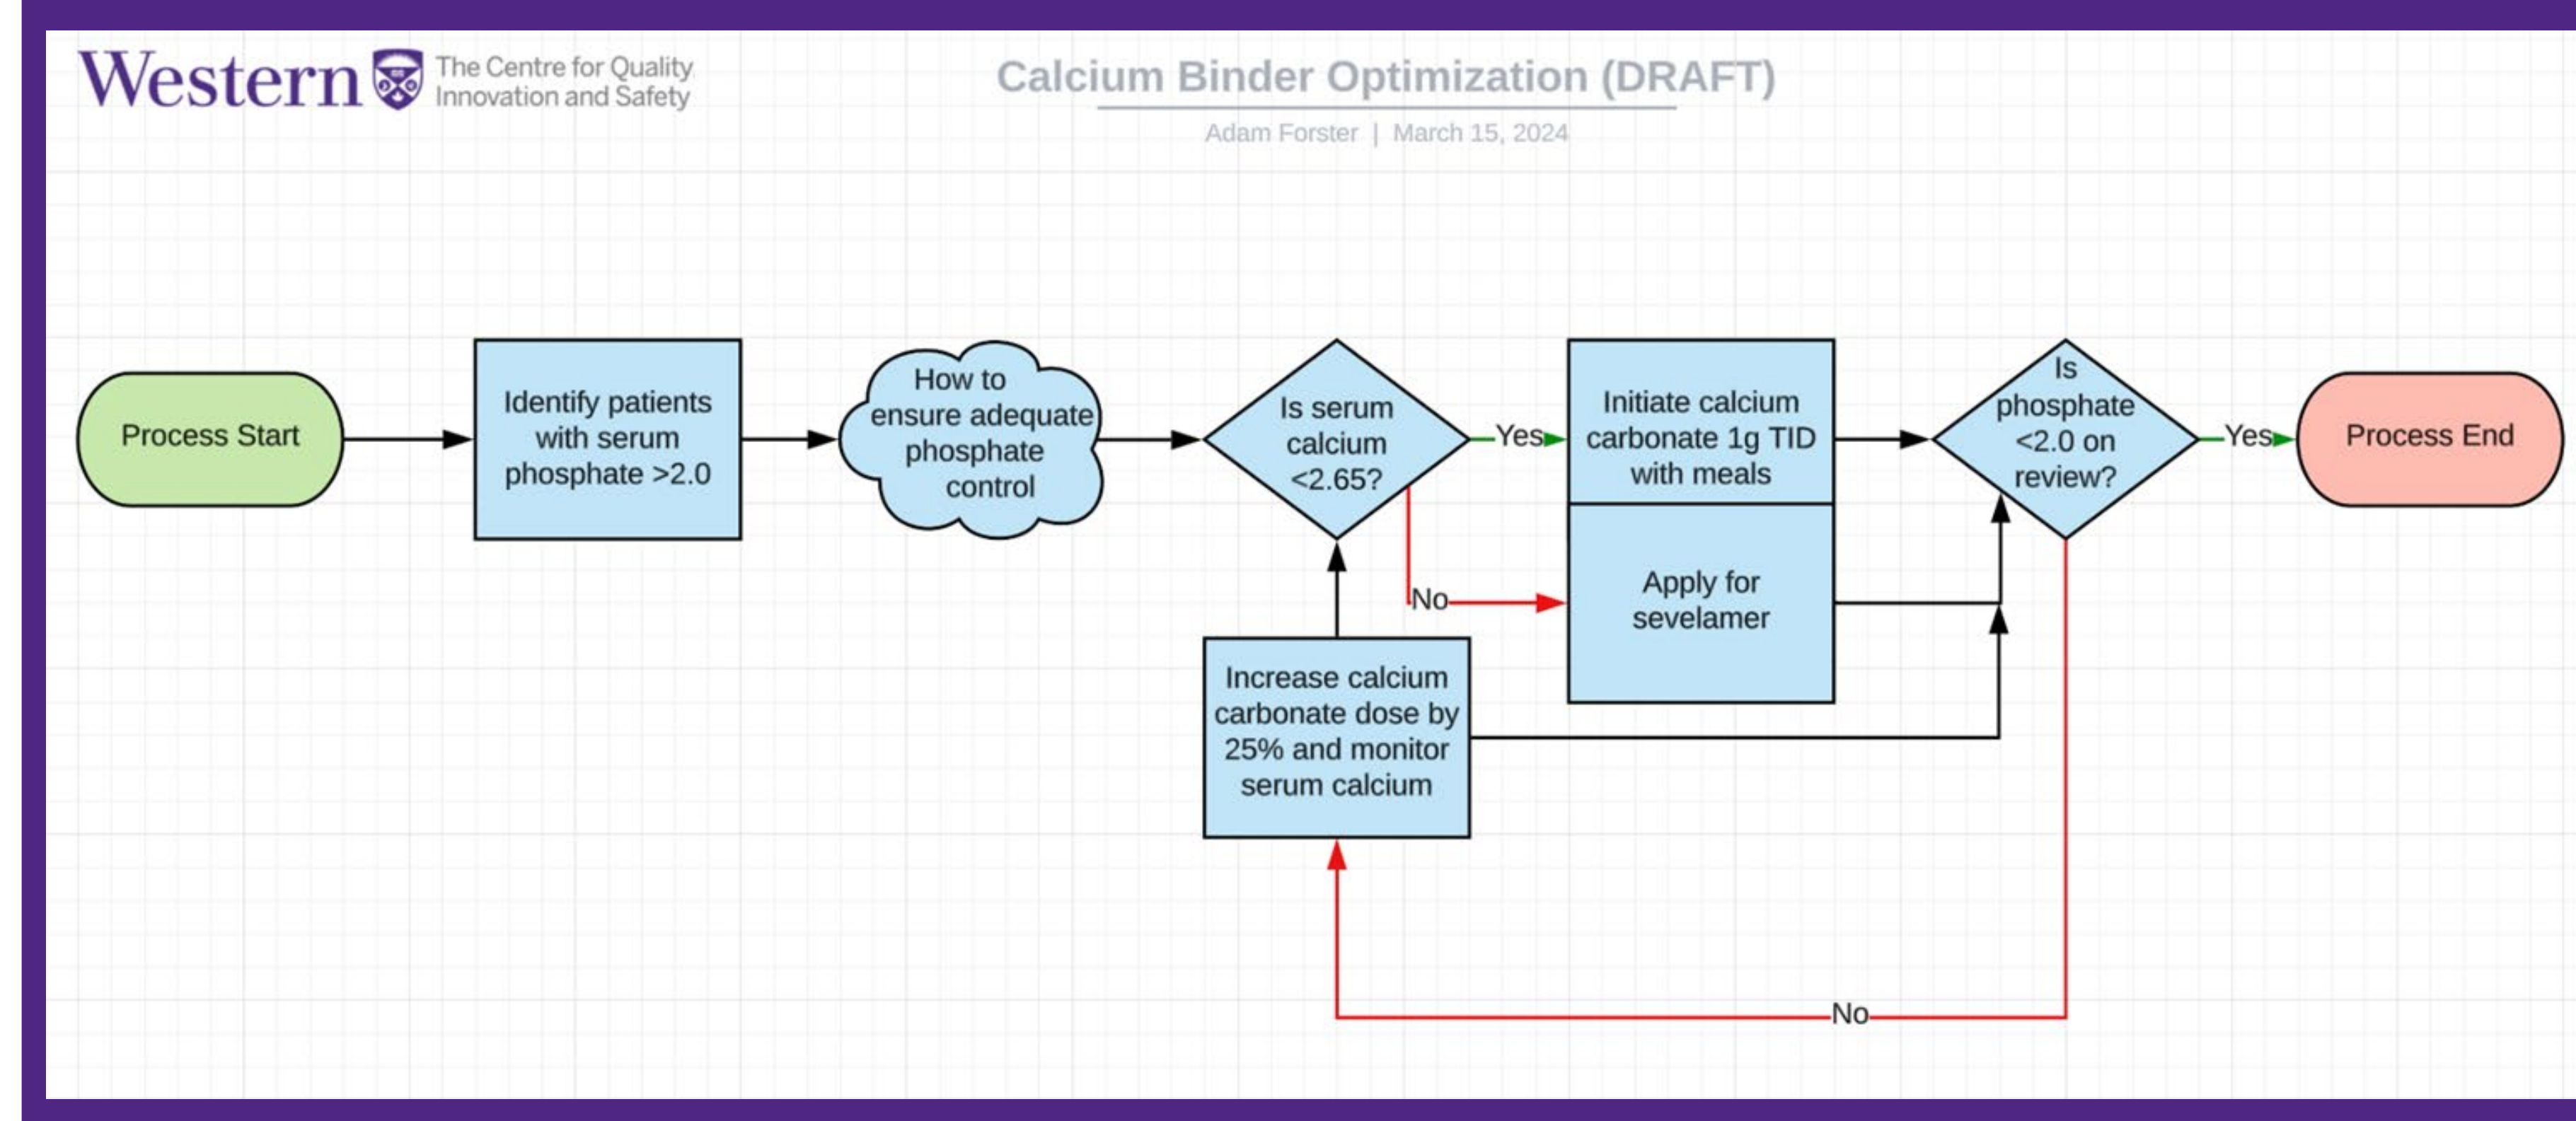 Western
The Centre for Quality
Innovation and Safety
Calcium Binder Optimization (DRAFT)
Adam Forster | March 15, 2024
Process Start
Identify patients
with serum
phosphate >2.0
How to
ensure adequate
phosphate
control
Is serum
calcium
<2.65?
Yes
Initiate calcium
carbonate 1g TID
with meals
Is
phosphate
<2.0 on
review?
Yes
Process End
No
Apply for
sevelamer
Increase calcium
carbonate dose by
25% and monitor
serum calcium
No